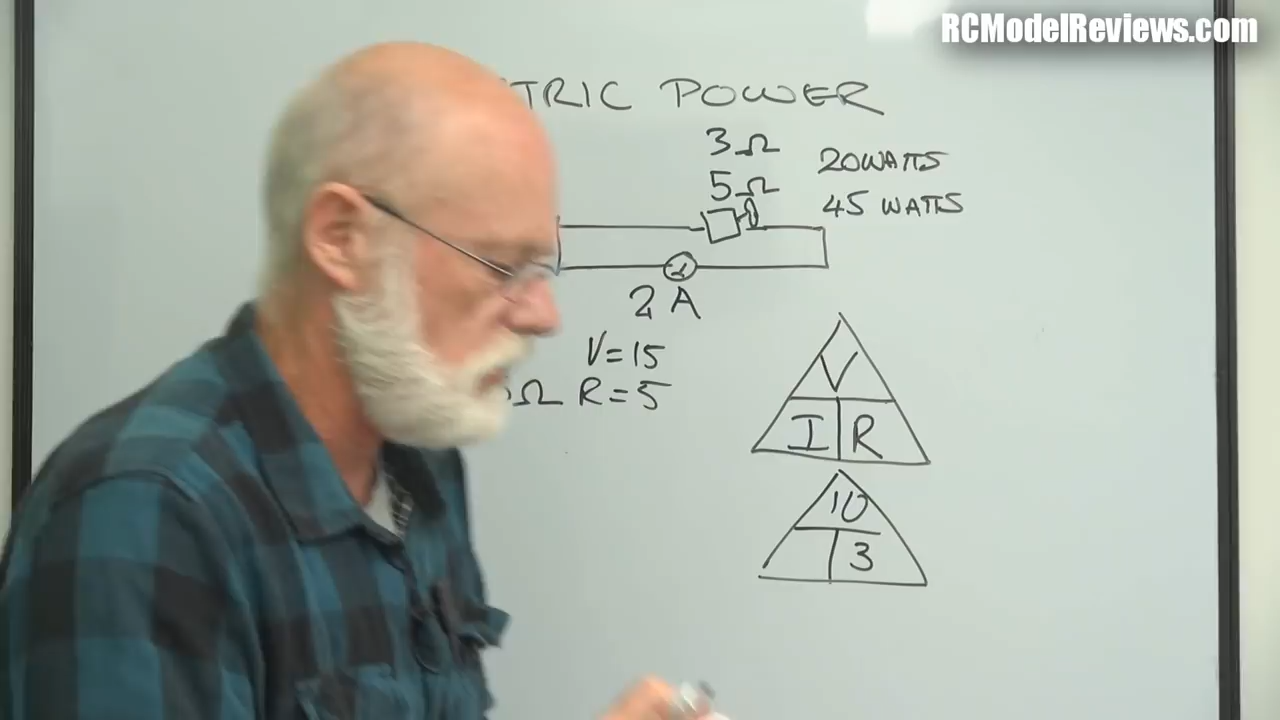 RCModelReviews.com
TRIC POWER
3Ω
20WATTS
5Ω
45 WATTS
2 A
V=15
Ω R=5
V
I R
10
3